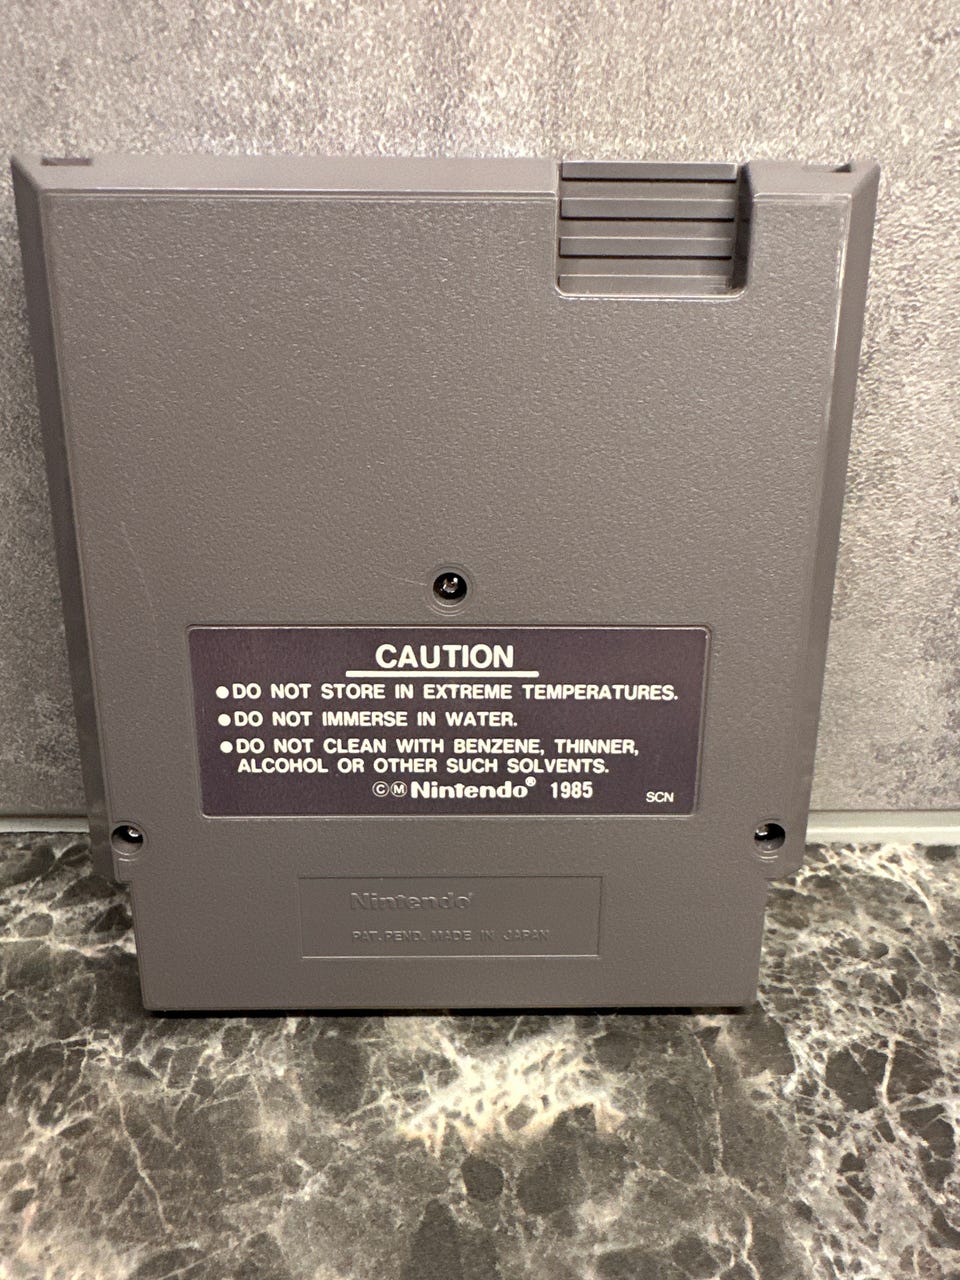 CAUTION
●DO NOT STORE IN EXTREME TEMPERATURES.
●DO NOT IMMERSE IN WATER.
●DO NOT CLEAN WITH BENZENE, THINNER,
ALCOHOL OR OTHER SUCH SOLVENTS.
ⒸⓂNintendo® 1985
SCN
Nintendo®
PAT. PEND. MADE IN JAPAN